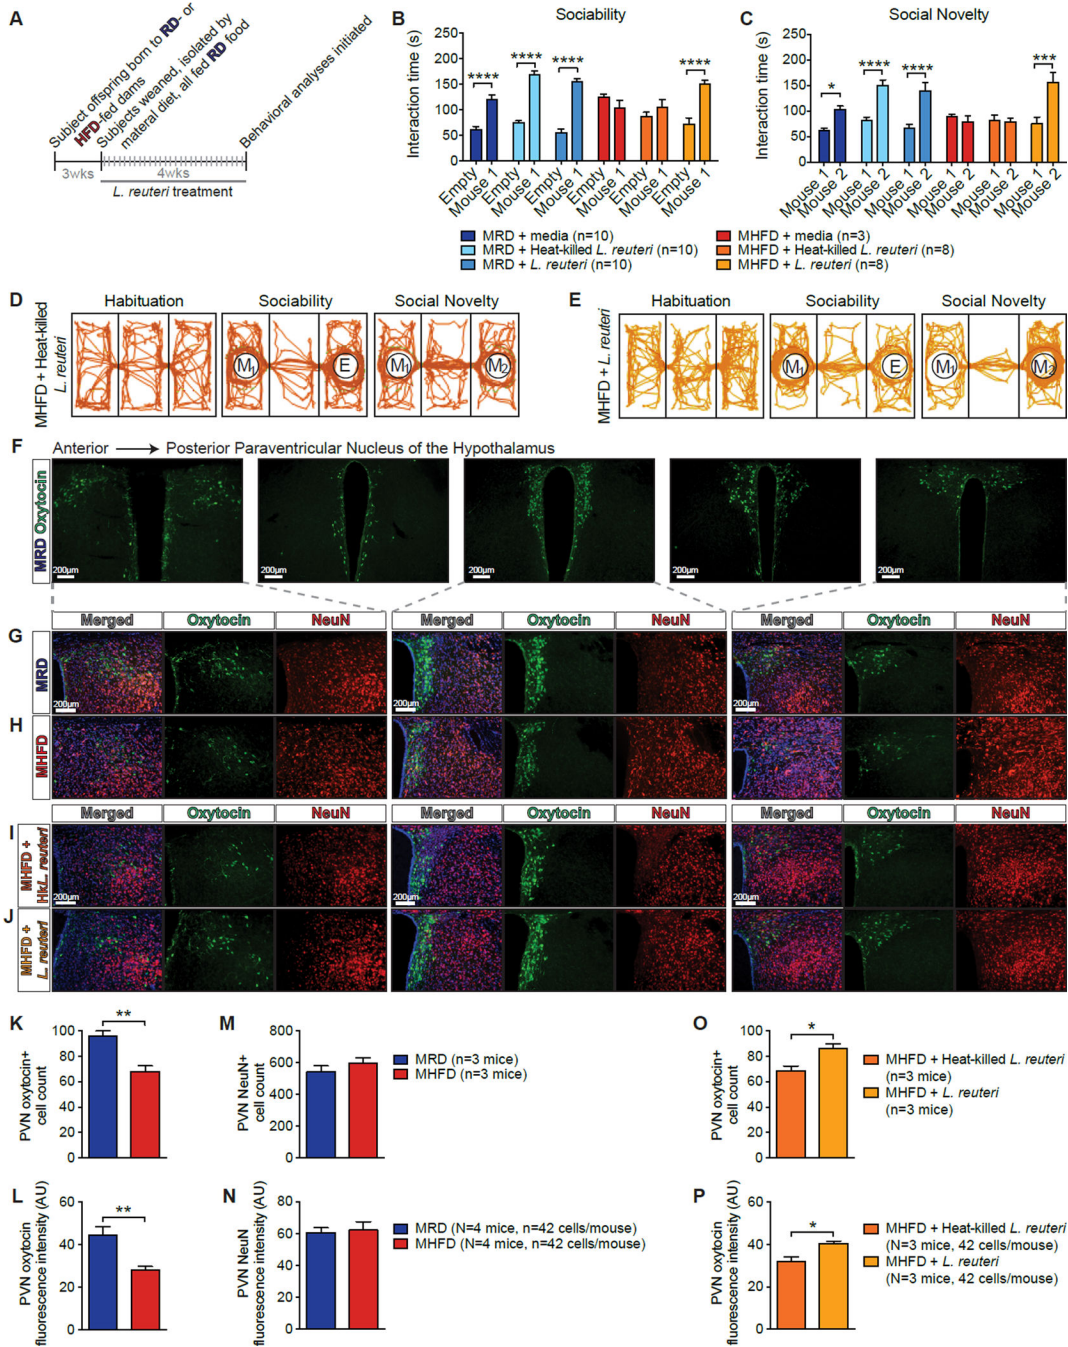 A
Subject offspring born to RD- or
HFD-fed dams
Subjects weaned, isolated by
materal diet, all fed RD food
Behavioral analyses initiated
3wks
4wks
L. reuteri treatment
B
Sociability
Interaction time (s)
250
200
150
100
50
0
****
****
****
****
Empty
Mouse 1
Empty
Mouse 1
Empty
Mouse 1
Empty
Mouse 1
Empty
Mouse 1
Empty
Mouse 1
C
Social Novelty
Interaction time (s)
250
200
150
100
50
0
*
****
****
***
Mouse 1
Mouse 2
Mouse 1
Mouse 2
Mouse 1
Mouse 2
Mouse 1
Mouse 2
Mouse 1
Mouse 2
Mouse 1
Mouse 2
MRD + media (n=10)
MRD + Heat-killed L. reuteri (n=10)
MRD + L. reuteri (n=10)
MHFD + media (n=3)
MHFD + Heat-killed L. reuteri (n=8)
MHFD + L. reuteri (n=8)
D
MHFD + Heat-killed
L. reuteri
Habituation
Sociability
Social Novelty
M1
E
M1
M2
E
MHFD + L. reuteri
Habituation
Sociability
Social Novelty
M1
E
M1
M2
F
Anterior
Posterior Paraventricular Nucleus of the Hypothalamus
MRD Oxytocin
200µm
200µm
200µm
200µm
200µm
Merged
Oxytocin
NeuN
Merged
Oxytocin
NeuN
Merged
Oxytocin
NeuN
G
MRD
200µm
200µm
200µm
H
MHFD
Merged
Oxytocin
NeuN
Merged
Oxytocin
NeuN
Merged
Oxytocin
NeuN
I
MHFD +
HkL. reuteri
200µm
200µm
200µm
J
MHFD +
L. reuteri
K
PVN oxytocin+
cell count
100
80
60
40
20
0
**
M
PVN NeuN+
cell count
800
600
400
200
0
MRD (n=3 mice)
MHFD (n=3 mice)
O
PVN oxytocin+
cell count
100
80
60
40
20
0
*
MHFD + Heat-killed L. reuteri
(n=3 mice)
MHFD + L. reuteri
(n=3 mice)
L
PVN oxytocin
fluorescence intensity (AU)
60
40
20
0
**
N
PVN NeuN
fluorescence intensity (AU)
80
60
40
20
0
MRD (N=4 mice, n=42 cells/mouse)
MHFD (N=4 mice, n=42 cells/mouse)
P
PVN oxytocin
fluorescence intensity (AU)
60
40
20
0
*
MHFD + Heat-killed L. reuteri
(N=3 mice, 42 cells/mouse)
MHFD + L. reuteri
(N=3 mice, 42 cells/mouse)